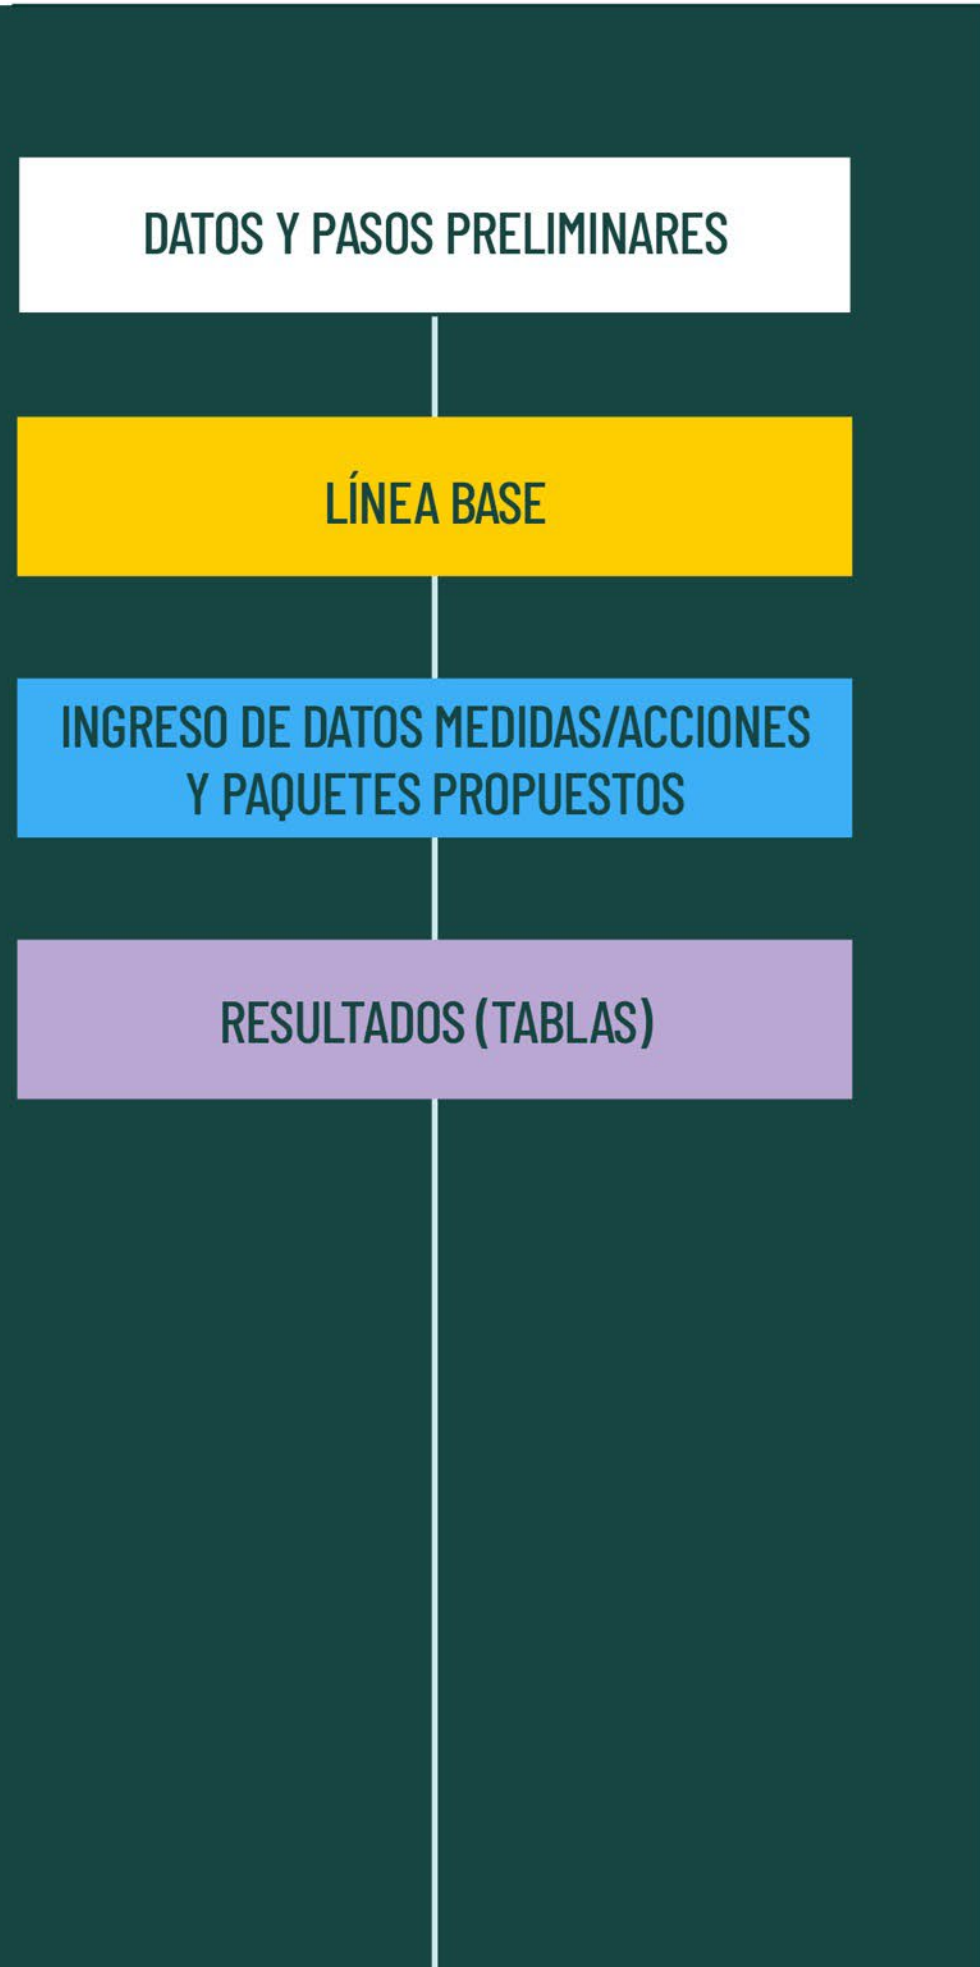 DATOS Y PASOS PRELIMINARES
LÍNEA BASE
INGRESO DE DATOS MEDIDAS/ACCIONES
Y PAQUETES PROPUESTOS
RESULTADOS (TABLAS)